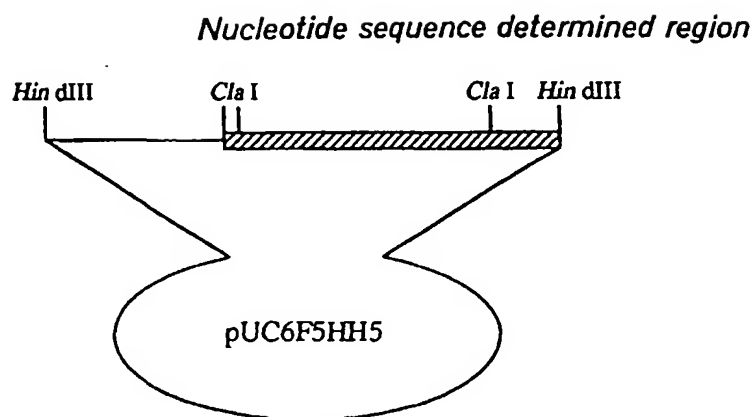 Nucleotide sequence determined region
Hin dIII Cla I Cla I Hin dIII
pUC6F5HH5